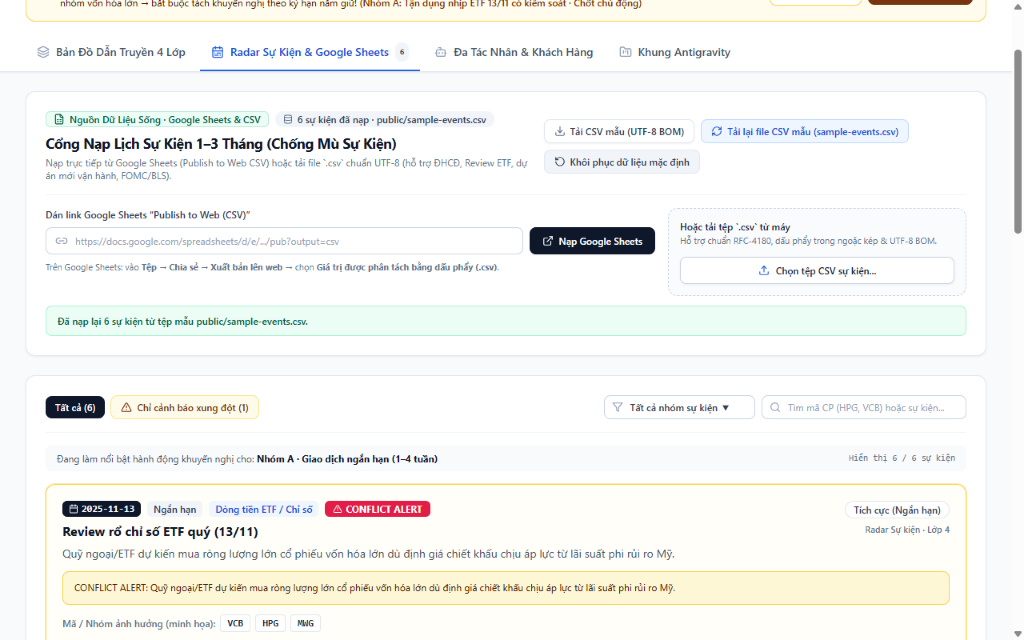 nhóm vốn hóa lớn → bắt buộc tách khuyến nghị theo kỳ hạn nắm giữ! (Nhóm A: Tận dụng nhịp ETF 13/11 có kiểm soát · Chốt chủ động)
Bản Đồ Dẫn Truyền 4 Lớp
Radar Sự Kiện & Google Sheets 6
Đa Tác Nhân & Khách Hàng
Khung Antigravity
Nguồn Dữ Liệu Sống · Google Sheets & CSV
6 sự kiện đã nạp · public/sample-events.csv
Cổng Nạp Lịch Sự Kiện 1–3 Tháng (Chống Mù Sự Kiện)
Nạp trực tiếp từ Google Sheets (Publish to Web CSV) hoặc tải file `.csv` chuẩn UTF-8 (hỗ trợ ĐHCĐ, Review ETF, dự
án mới vận hành, FOMC/BLS).
Tải CSV mẫu (UTF-8 BOM)
Tải lại file CSV mẫu (sample-events.csv)
Khôi phục dữ liệu mặc định
Dán link Google Sheets "Publish to Web (CSV)"
https://docs.google.com/spreadsheets/d/e/.../pub?output=csv
Nạp Google Sheets
Trên Google Sheets: vào Tệp → Chia sẻ → Xuất bản lên web → chọn Giá trị được phân tách bằng dấu phẩy (.csv).
Hoặc tải tệp `.csv` từ máy
Hỗ trợ chuẩn RFC-4180, dấu phẩy trong ngoặc kép & UTF-8 BOM.
Chọn tệp CSV sự kiện...
Đã nạp lại 6 sự kiện từ tệp mẫu public/sample-events.csv.
Tất cả (6)
Chỉ cảnh báo xung đột (1)
Tất cả nhóm sự kiện ▼
Tìm mã CP (HPG, VCB) hoặc sự kiện...
Đang làm nổi bật hành động khuyến nghị cho: Nhóm A · Giao dịch ngắn hạn (1–4 tuần)
Hiển thị 6 / 6 sự kiện
2025-11-13
Ngắn hạn
Dòng tiền ETF / Chỉ số
CONFLICT ALERT
Tích cực (Ngắn hạn)
Review rổ chỉ số ETF quý (13/11)
Radar Sự kiện · Lớp 4
Quỹ ngoại/ETF dự kiến mua ròng lượng lớn cổ phiếu vốn hóa lớn dù định giá chiết khấu chịu áp lực từ lãi suất phi rủi ro Mỹ.
CONFLICT ALERT: Quỹ ngoại/ETF dự kiến mua ròng lượng lớn cổ phiếu vốn hóa lớn dù định giá chiết khấu chịu áp lực từ lãi suất phi rủi ro Mỹ.
Mã / Nhóm ảnh hưởng (minh họa): VCB HPG MWG